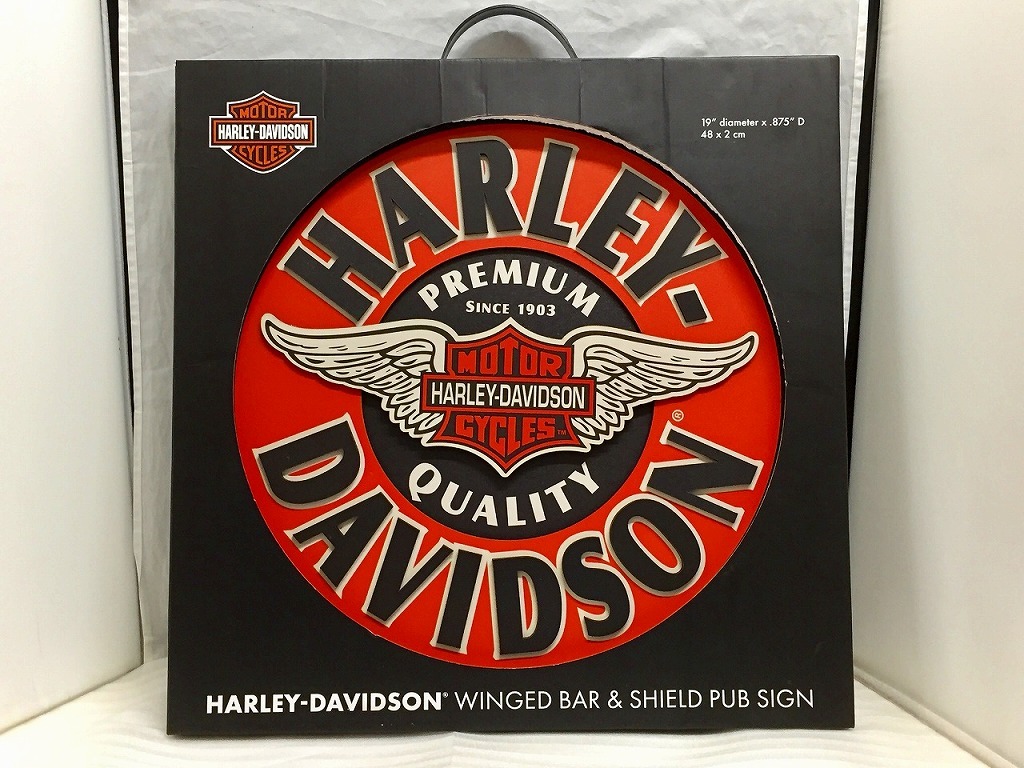 MOTOR
HARLEY-DAVIDSON
CYCLES
19" diameter x .875" D
48 x 2 cm
HARLEY-
PREMIUM
SINCE 1903
MOTOR
HARLEY-DAVIDSON
CYCLES™
QUALITY
DAVIDSON®
HARLEY-DAVIDSON® WINGED BAR & SHIELD PUB SIGN